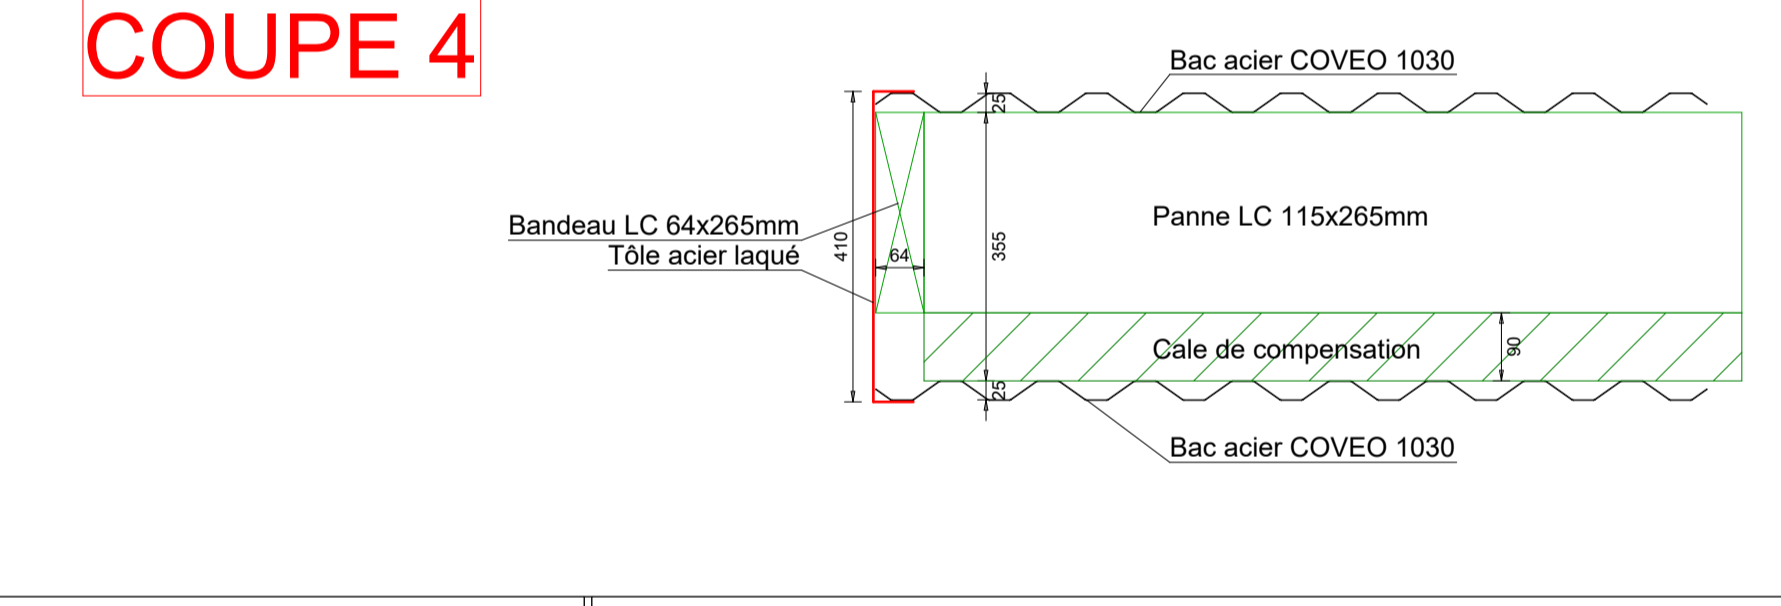 COUPE 4
Bac acier COVEO 1030
25
Bandeau LC 64x265mm
Tôle acier laqué
410
64
355
Panne LC 115x265mm
Cale de compensation
90
25
Bac acier COVEO 1030